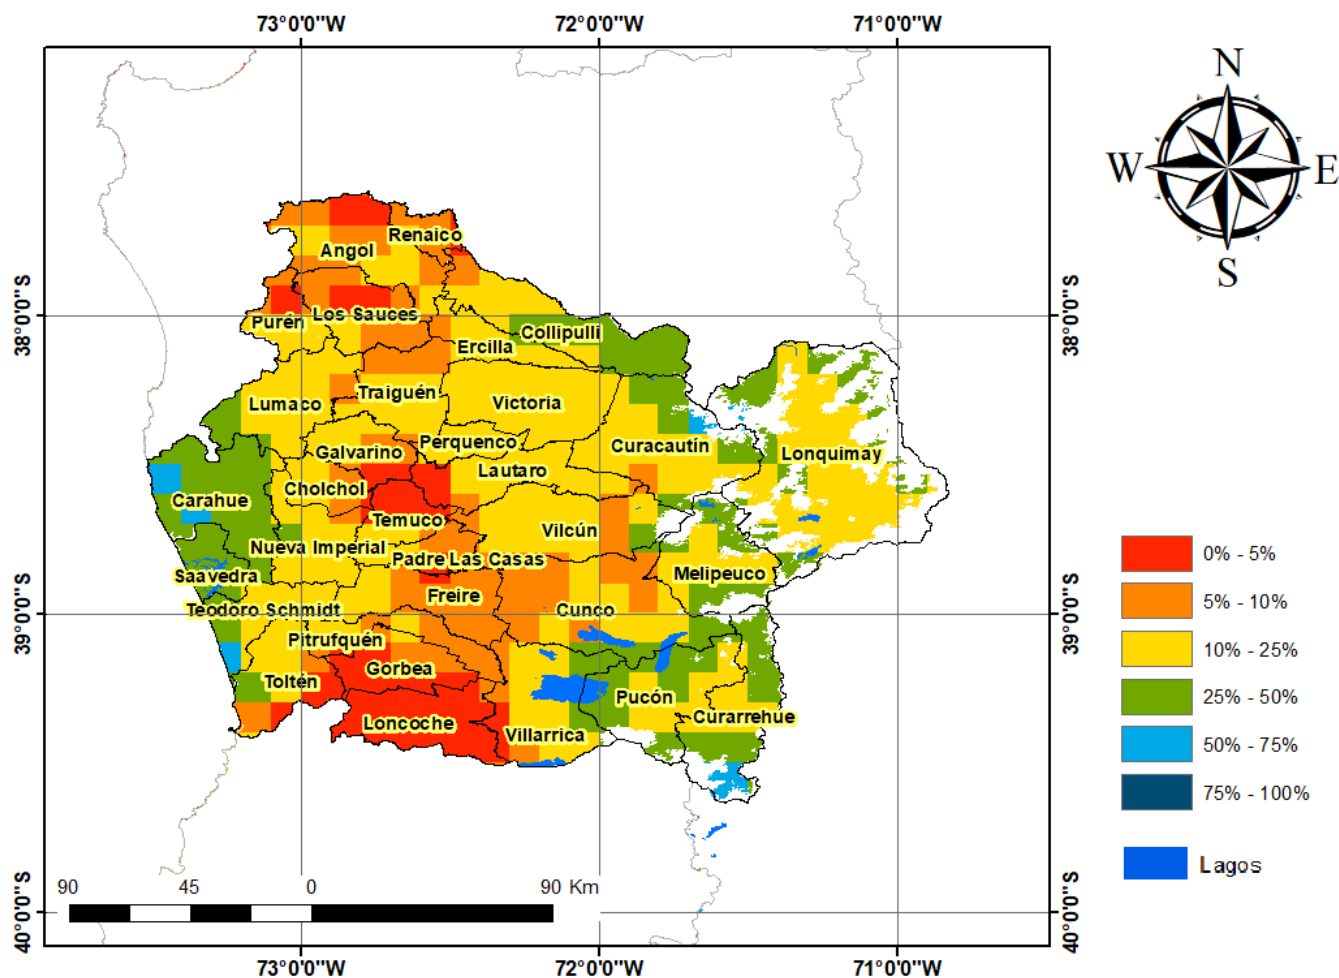 73°0'0"W 72°0'0"W 71°0'0"W
N
W E
S
38°0'0"S 38°0'0"S
39°0'0"S 39°0'0"S
40°0'0"S 40°0'0"S
Renaico
Angol
Los Sauces
Purén
Collipulli
Ercilla
Traiguén
Lumaco
Victoria
Perquenco
Curacautín
Galvarino
Lonquimay
Lautaro
Cholchol
Carahue
Temuco
Vilcún
Nueva Imperial
Padre Las Casas
Saavedra
Melipeuco
Freire
Teodoro Schmidt
Cunco
Pitrufquén
Gorbea
Toltén
Pucón
Curarrehue
Loncoche
Villarrica
0% - 5%
5% - 10%
10% - 25%
25% - 50%
50% - 75%
75% - 100%
Lagos
90 45 0 90 Km
73°0'0"W 72°0'0"W 71°0'0"W